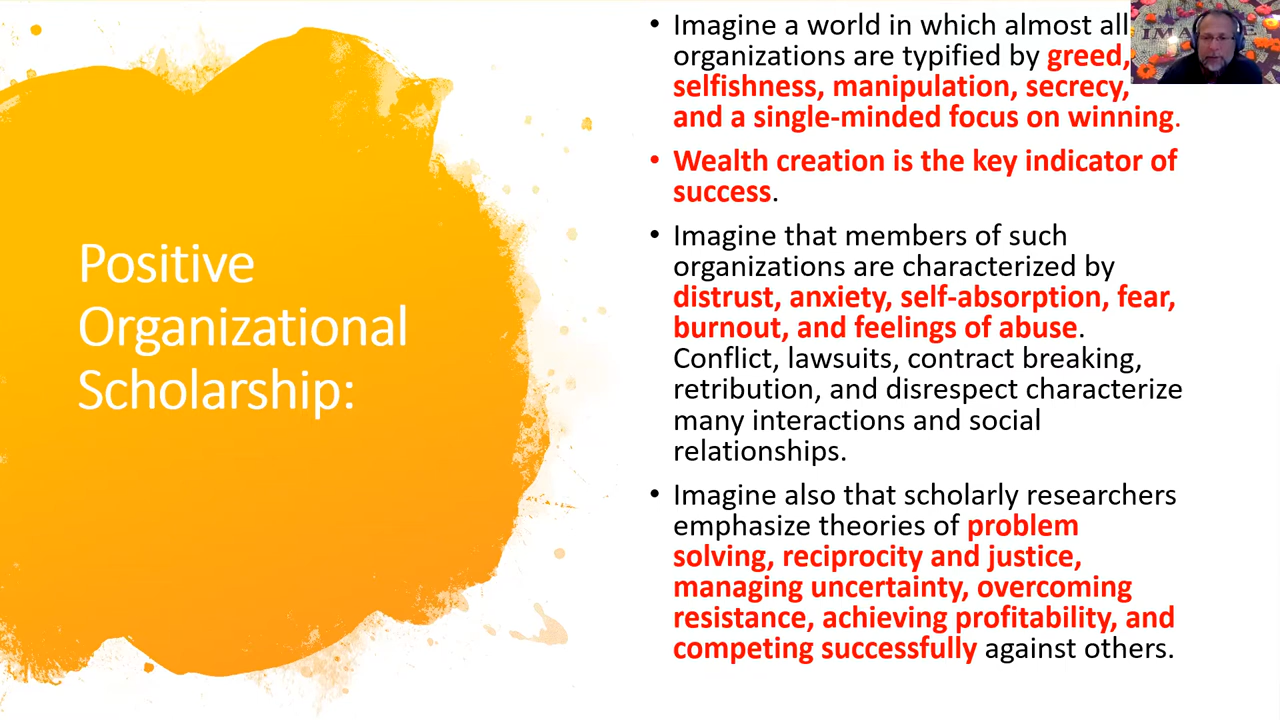 Positive
Organizational
Scholarship:
• Imagine a world in which almost all
organizations are typified by greed,
selfishness, manipulation, secrecy,
and a single-minded focus on winning.
• Wealth creation is the key indicator of
success.
• Imagine that members of such
organizations are characterized by
distrust, anxiety, self-absorption, fear,
burnout, and feelings of abuse.
Conflict, lawsuits, contract breaking,
retribution, and disrespect characterize
many interactions and social
relationships.
• Imagine also that scholarly researchers
emphasize theories of problem
solving, reciprocity and justice,
managing uncertainty, overcoming
resistance, achieving profitability, and
competing successfully against others.